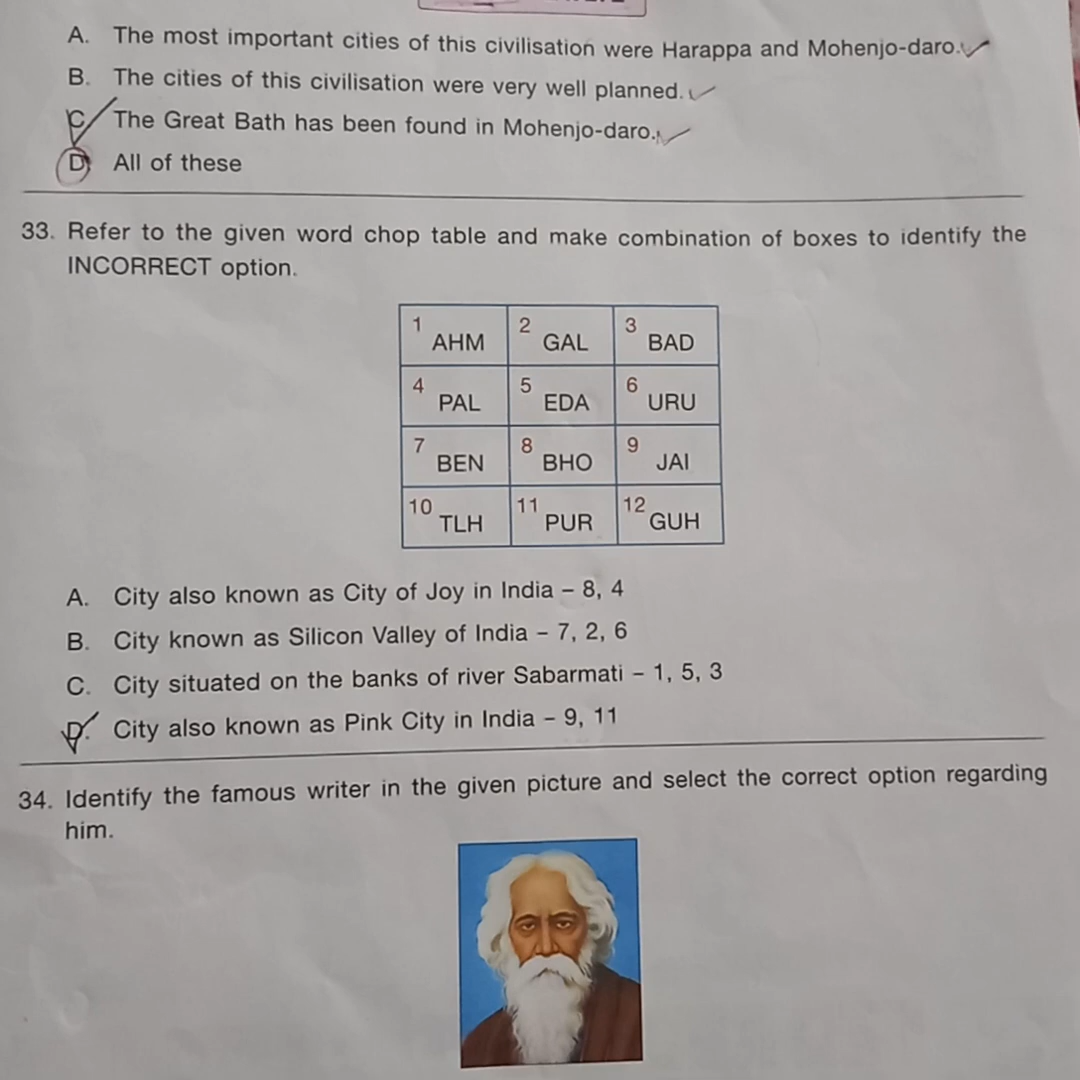 A. The most important cities of this civilisation were Harappa and Mohenjo-daro.
B. The cities of this civilisation were very well planned.
C. The Great Bath has been found in Mohenjo-daro.
D. All of these
33. Refer to the given word chop table and make combination of boxes to identify the
INCORRECT option.
1 AHM 2 GAL 3 BAD
4 PAL 5 EDA 6 URU
7 BEN 8 BHO 9 JAI
10 TLH 11 PUR 12 GUH
A. City also known as City of Joy in India – 8, 4
B. City known as Silicon Valley of India – 7, 2, 6
C. City situated on the banks of river Sabarmati – 1, 5, 3
D. City also known as Pink City in India – 9, 11
34. Identify the famous writer in the given picture and select the correct option regarding
him.